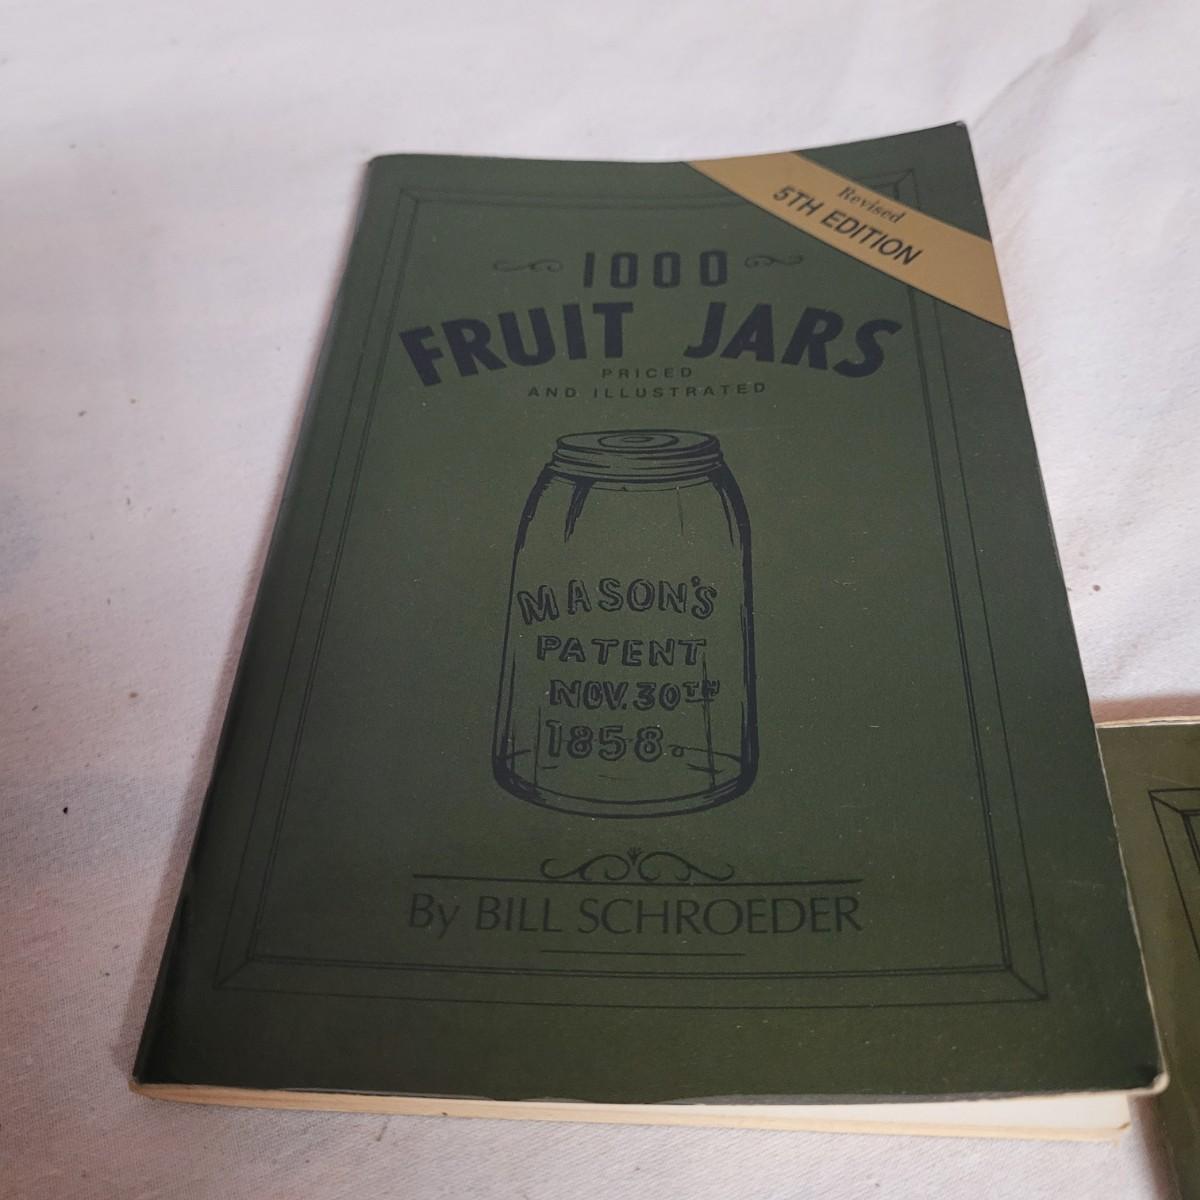 Revised
5TH EDITION
1000
FRUIT JARS
PRICED
AND ILLUSTRATED
MASON'S
PATENT
NOV. 30TH
1858.
By BILL SCHROEDER